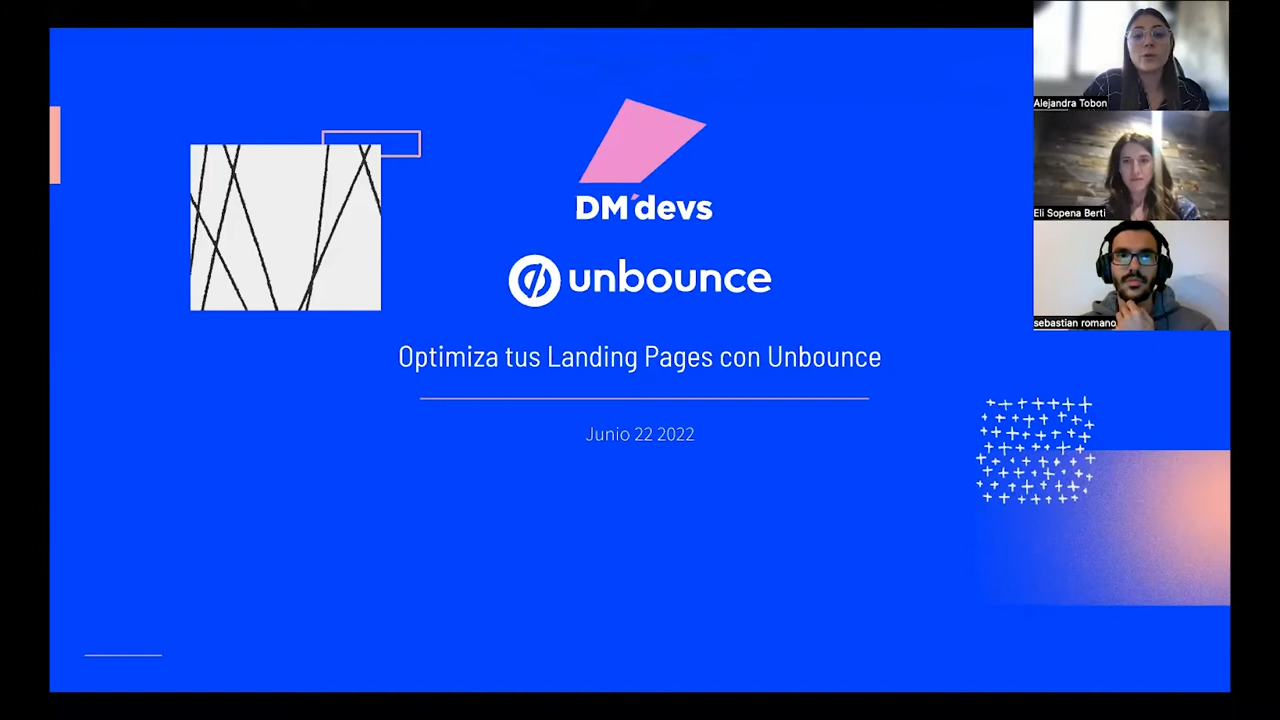 DM devs
unbounce
Optimiza tus Landing Pages con Unbounce
Junio 22 2022
Alejandra Tobon
Eli Sopena Berti
sebastian romano